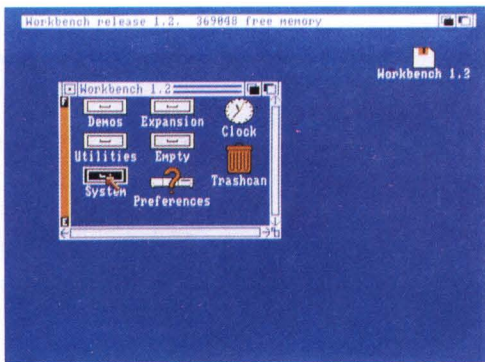 Workbench release 1.2. 369048 free memory
Workbench 1.2
Workbench 1.2
Demos
Expansion
Clock
Utilities
Empty
Trashcan
System
Preferences
F
E